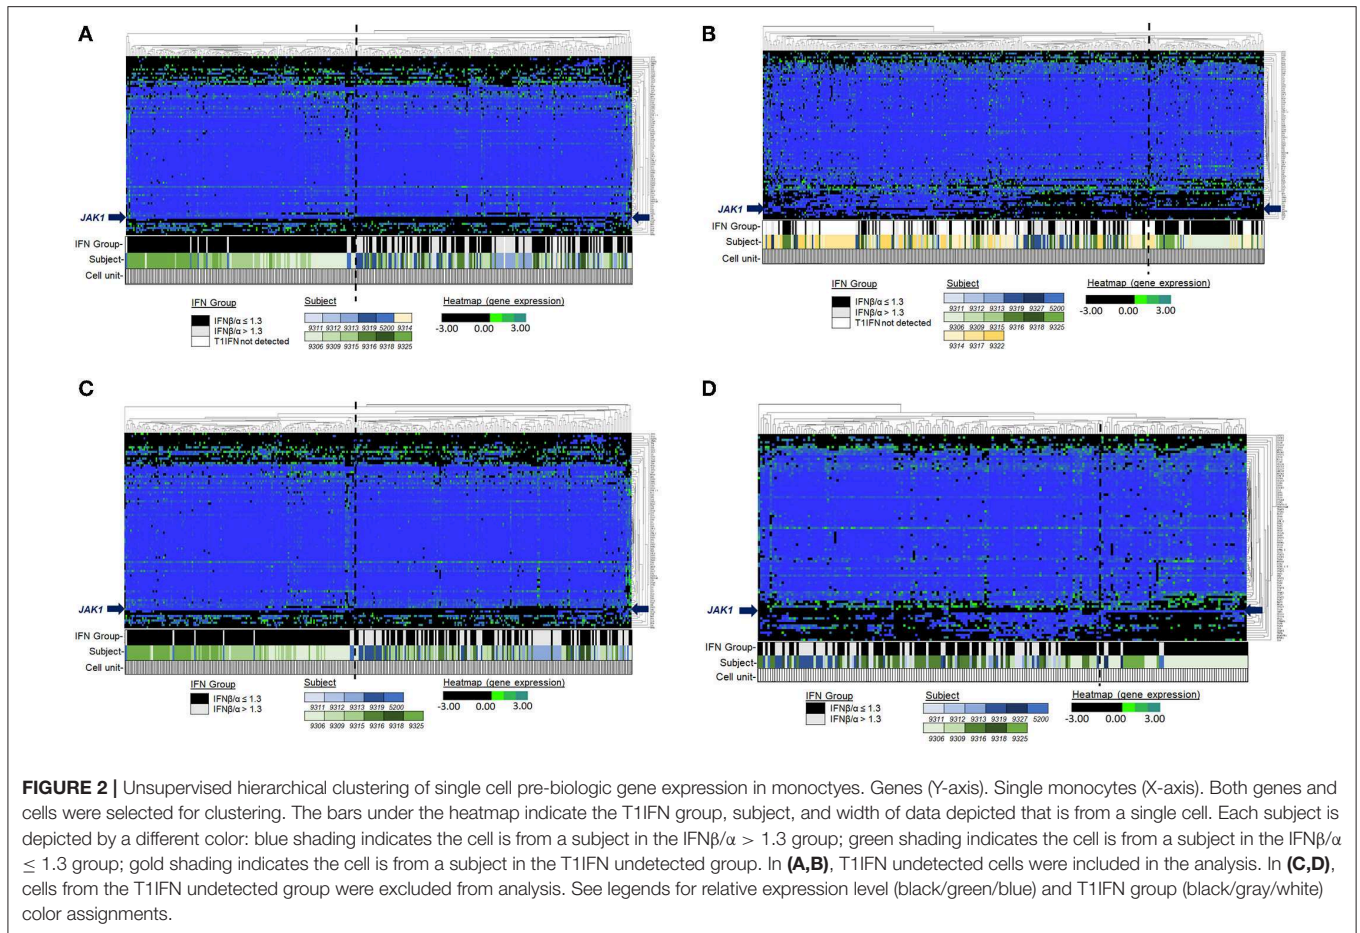 A
JAK1
IFN Group-
Subject-
Cell unit-
IFN Group
IFNβ/α ≤ 1.3
IFNβ/α > 1.3
T1IFN not detected
Subject
9311 9312 9313 9319 5200 9314
9306 9309 9315 9316 9318 9325
Heatmap (gene expression)
-3.00 0.00 3.00
B
JAK1
IFN Group-
Subject-
Cell unit-
IFN Group
IFNβ/α ≤ 1.3
IFNβ/α > 1.3
T1IFN not detected
Subject
9311 9312 9313 9319 9327 5200
9306 9309 9315 9316 9318 9325
9314 9317 9322
Heatmap (gene expression)
-3.00 0.00 3.00
C
JAK1
IFN Group-
Subject-
Cell unit-
IFN Group
IFNβ/α ≤ 1.3
IFNβ/α > 1.3
Subject
9311 9312 9313 9319 5200
9306 9309 9315 9316 9318 9325
Heatmap (gene expression)
-3.00 0.00 3.00
D
JAK1
IFN Group-
Subject-
Cell unit-
IFN Group
IFNβ/α ≤ 1.3
IFNβ/α > 1.3
Subject
9311 9312 9313 9319 9327 5200
9306 9309 9316 9318 9325
Heatmap (gene expression)
-3.00 0.00 3.00
FIGURE 2 | Unsupervised hierarchical clustering of single cell pre-biologic gene expression in monoctyes. Genes (Y-axis). Single monocytes (X-axis). Both genes and
cells were selected for clustering. The bars under the heatmap indicate the T1IFN group, subject, and width of data depicted that is from a single cell. Each subject is
depicted by a different color: blue shading indicates the cell is from a subject in the IFNβ/α > 1.3 group; green shading indicates the cell is from a subject in the IFNβ/α
≤ 1.3 group; gold shading indicates the cell is from a subject in the T1IFN undetected group. In (A,B), T1IFN undetected cells were included in the analysis. In (C,D),
cells from the T1IFN undetected group were excluded from analysis. See legends for relative expression level (black/green/blue) and T1IFN group (black/gray/white)
color assignments.